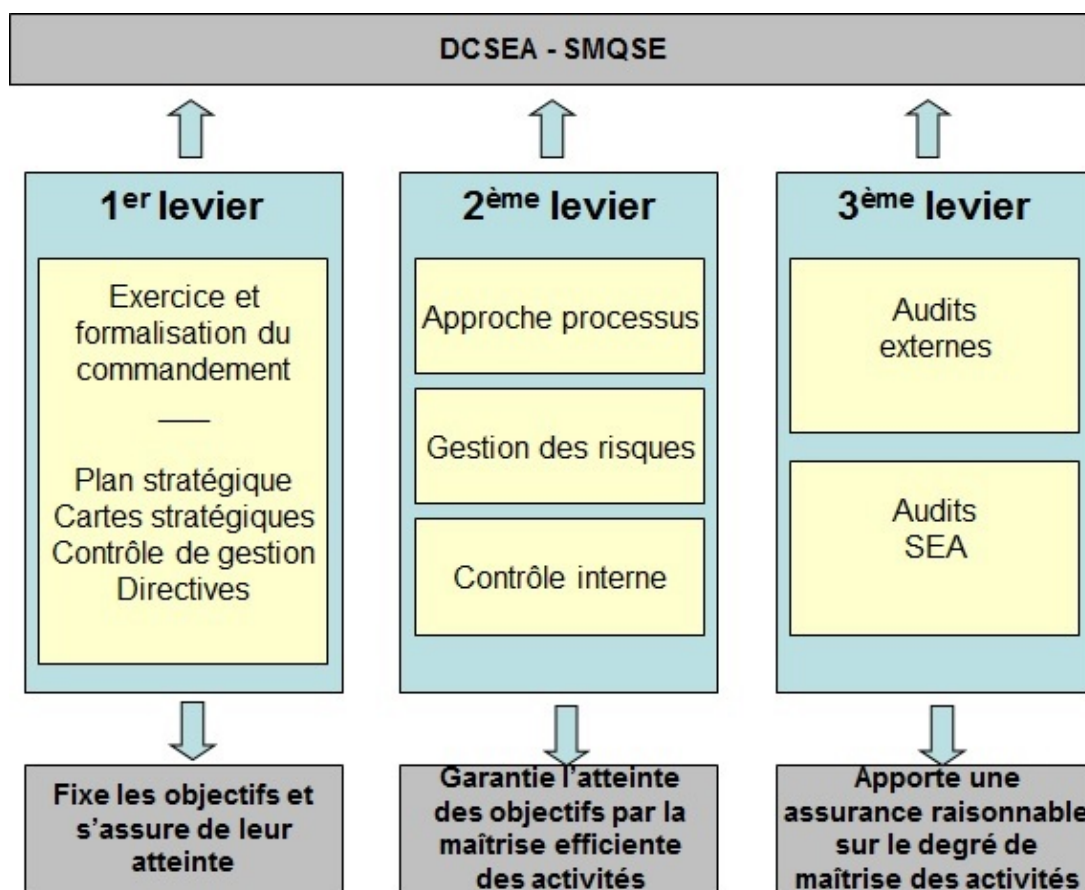 DCSEA - SMQSE
1er levier
Exercice et
formalisation du
commandement
Plan stratégique
Cartes stratégiques
Contrôle de gestion
Directives
Fixe les objectifs et
s’assure de leur
atteinte
2ème levier
Approche processus
Gestion des risques
Contrôle interne
Garantie l’atteinte
des objectifs par la
maîtrise efficiente
des activités
3ème levier
Audits
externes
Audits
SEA
Apporte une
assurance raisonnable
sur le degré de
maîtrise des activités